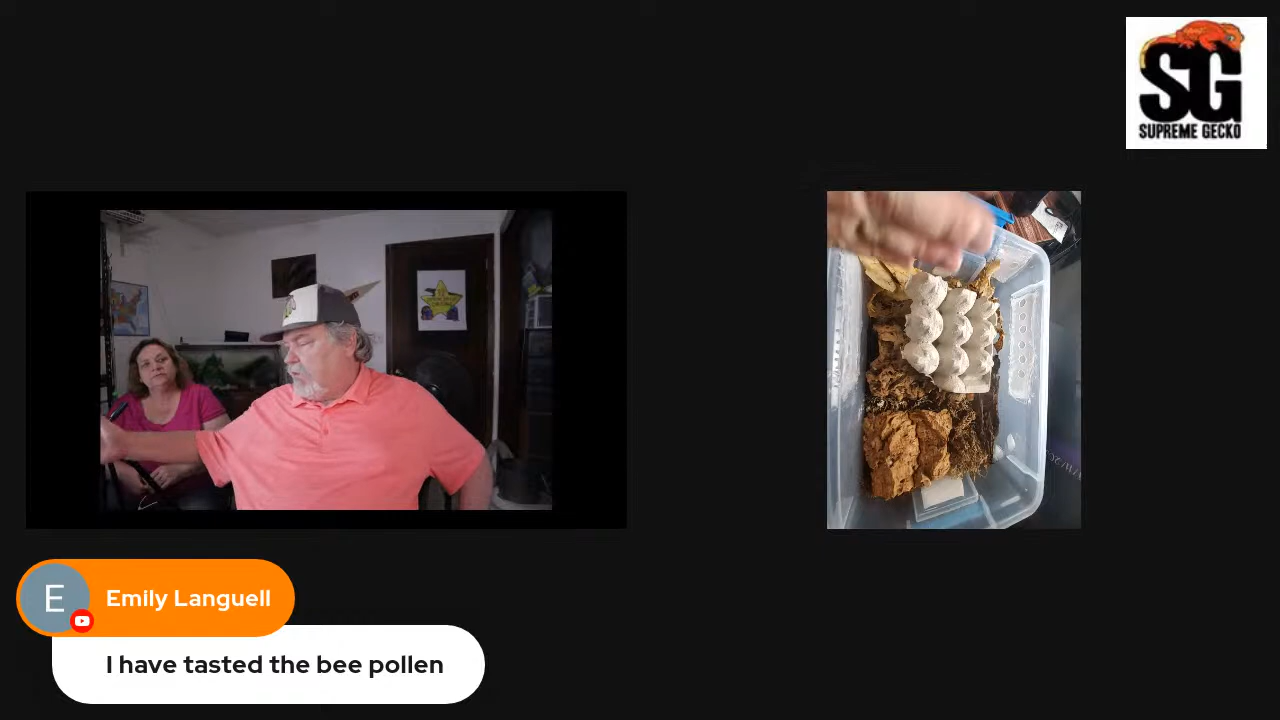 SG
SUPREME GECKO
E
Emily Languell
I have tasted the bee pollen